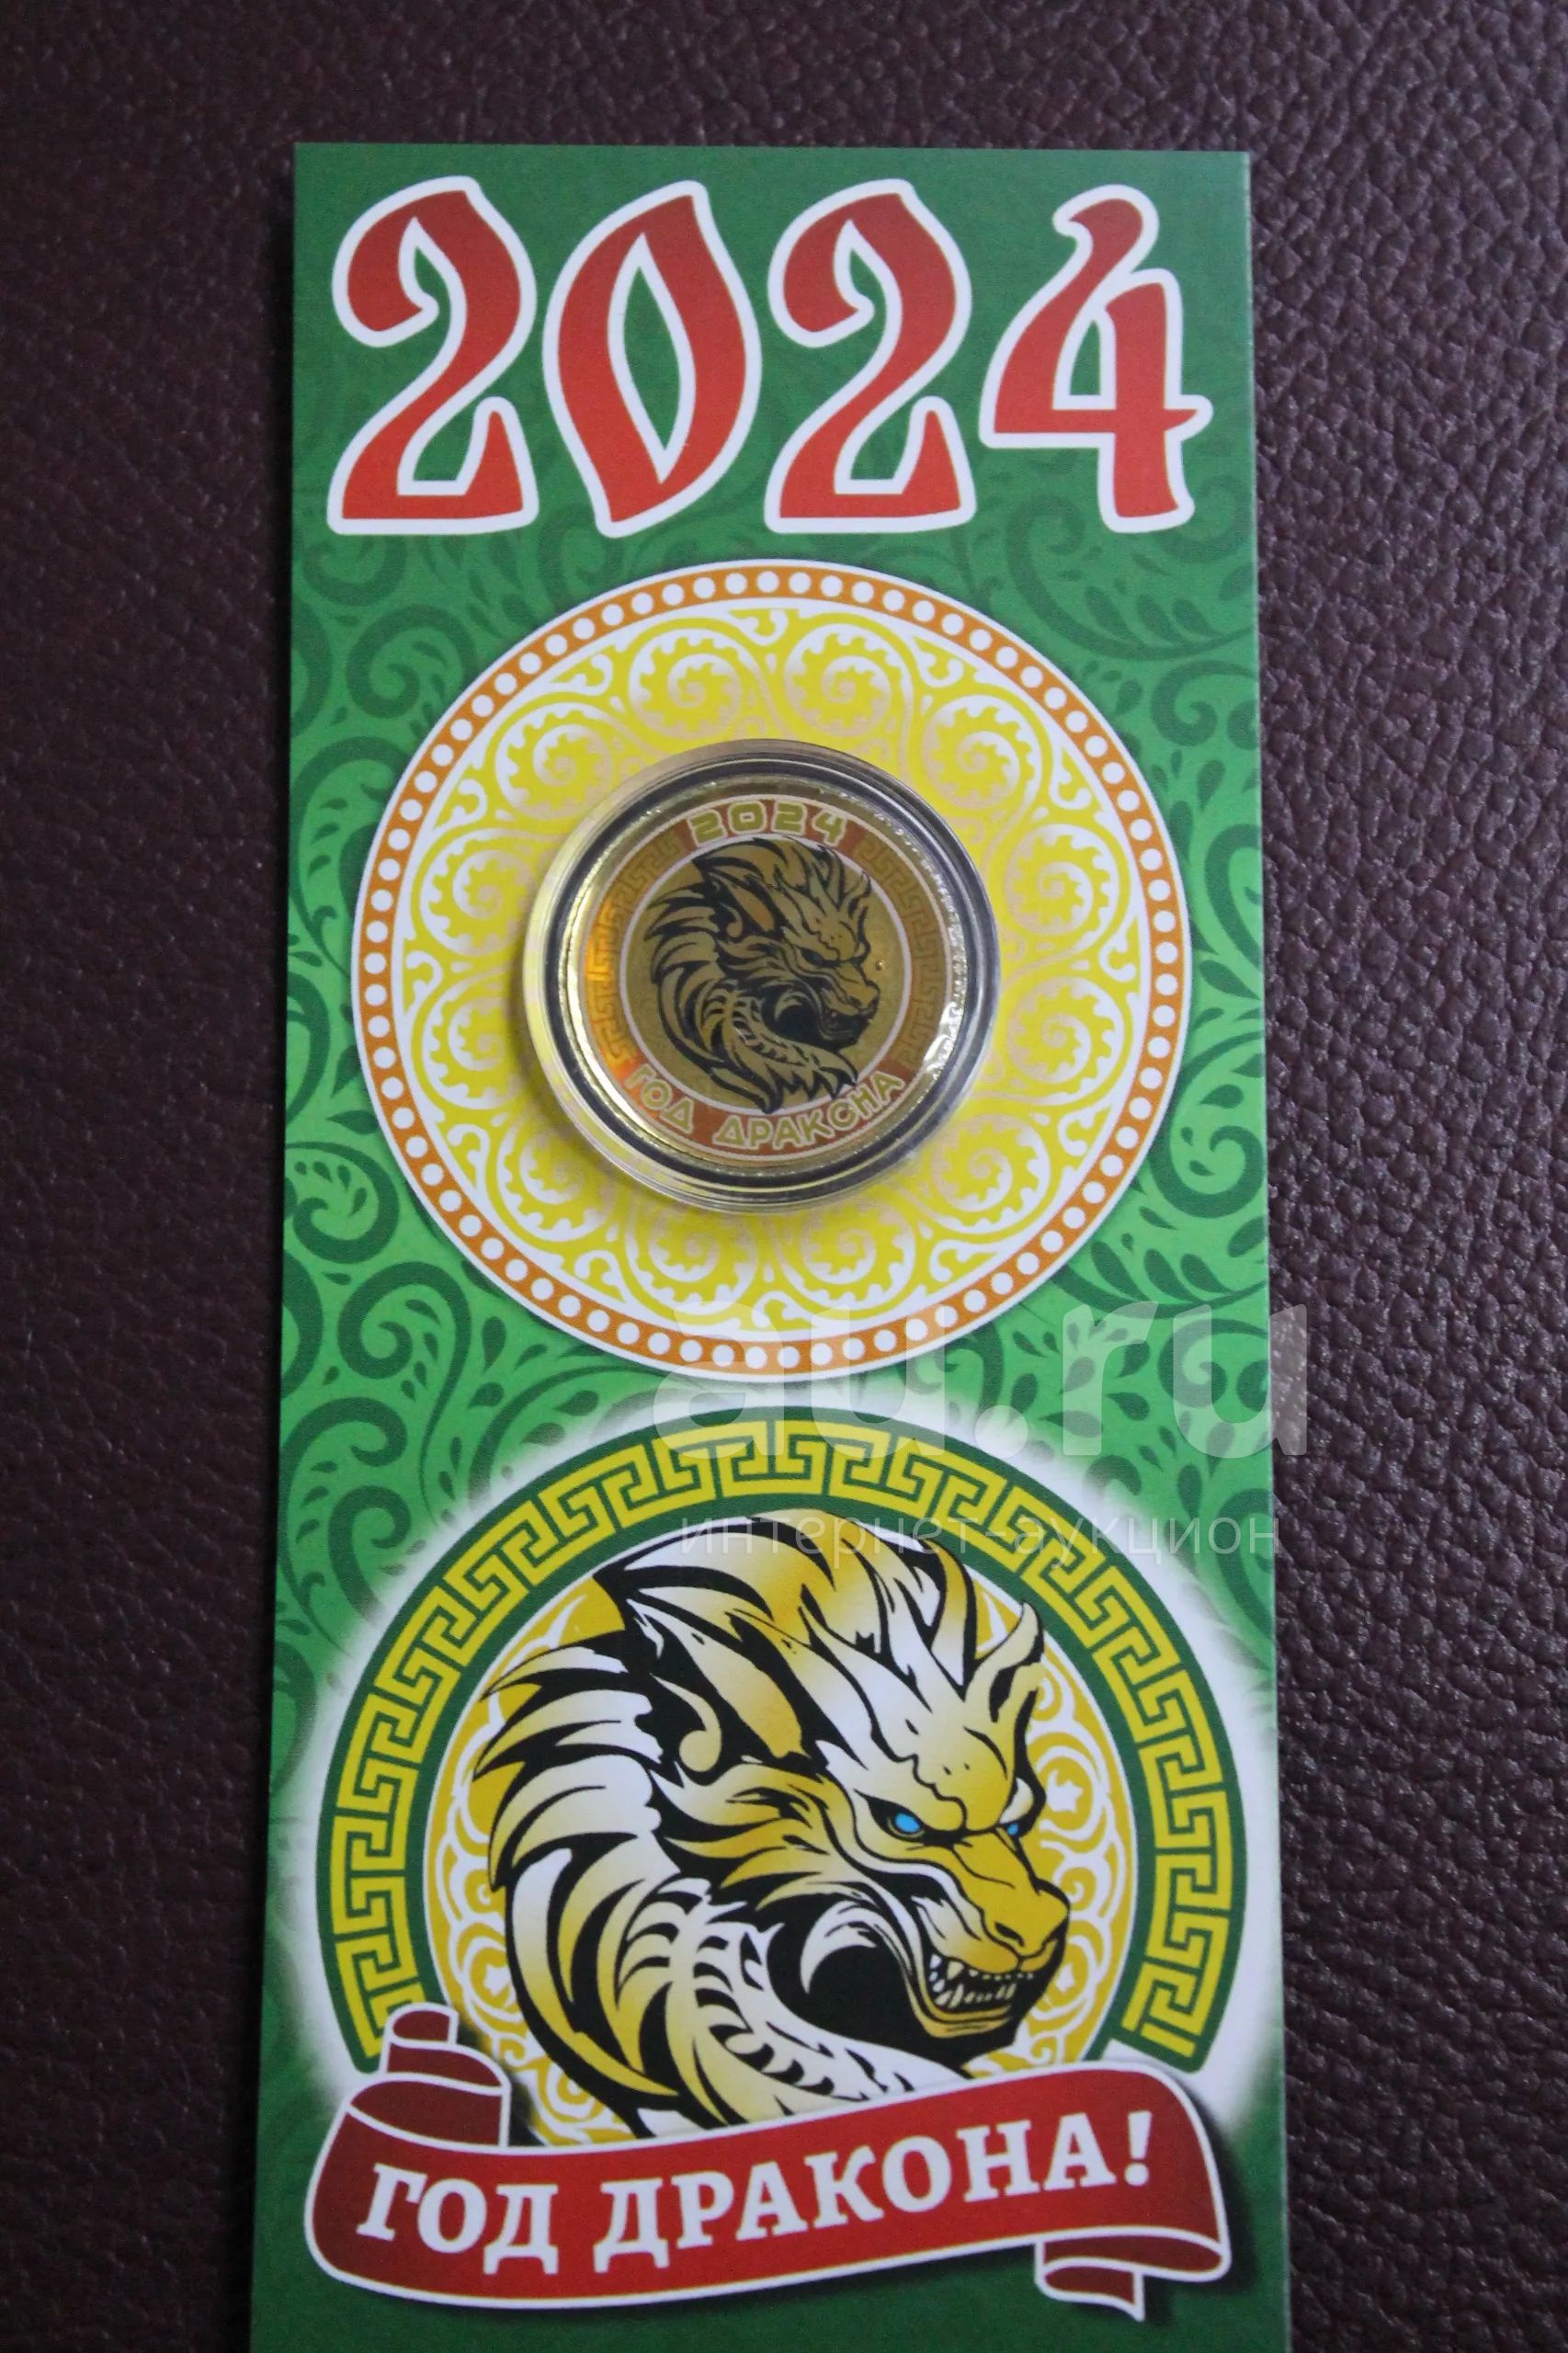 2024
2024
ГОД ДРАКОНА
au.ru
интернет-аукцион
ГОД ДРАКОНА!